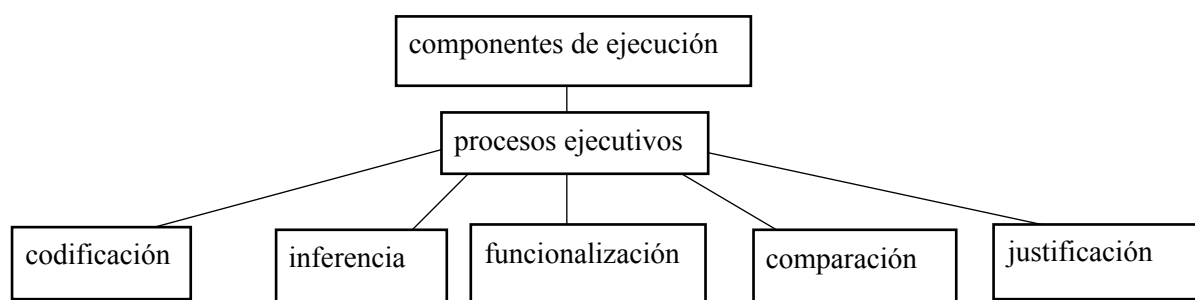 componentes de ejecución
procesos ejecutivos
codificación
inferencia
funcionalización
comparación
justificación